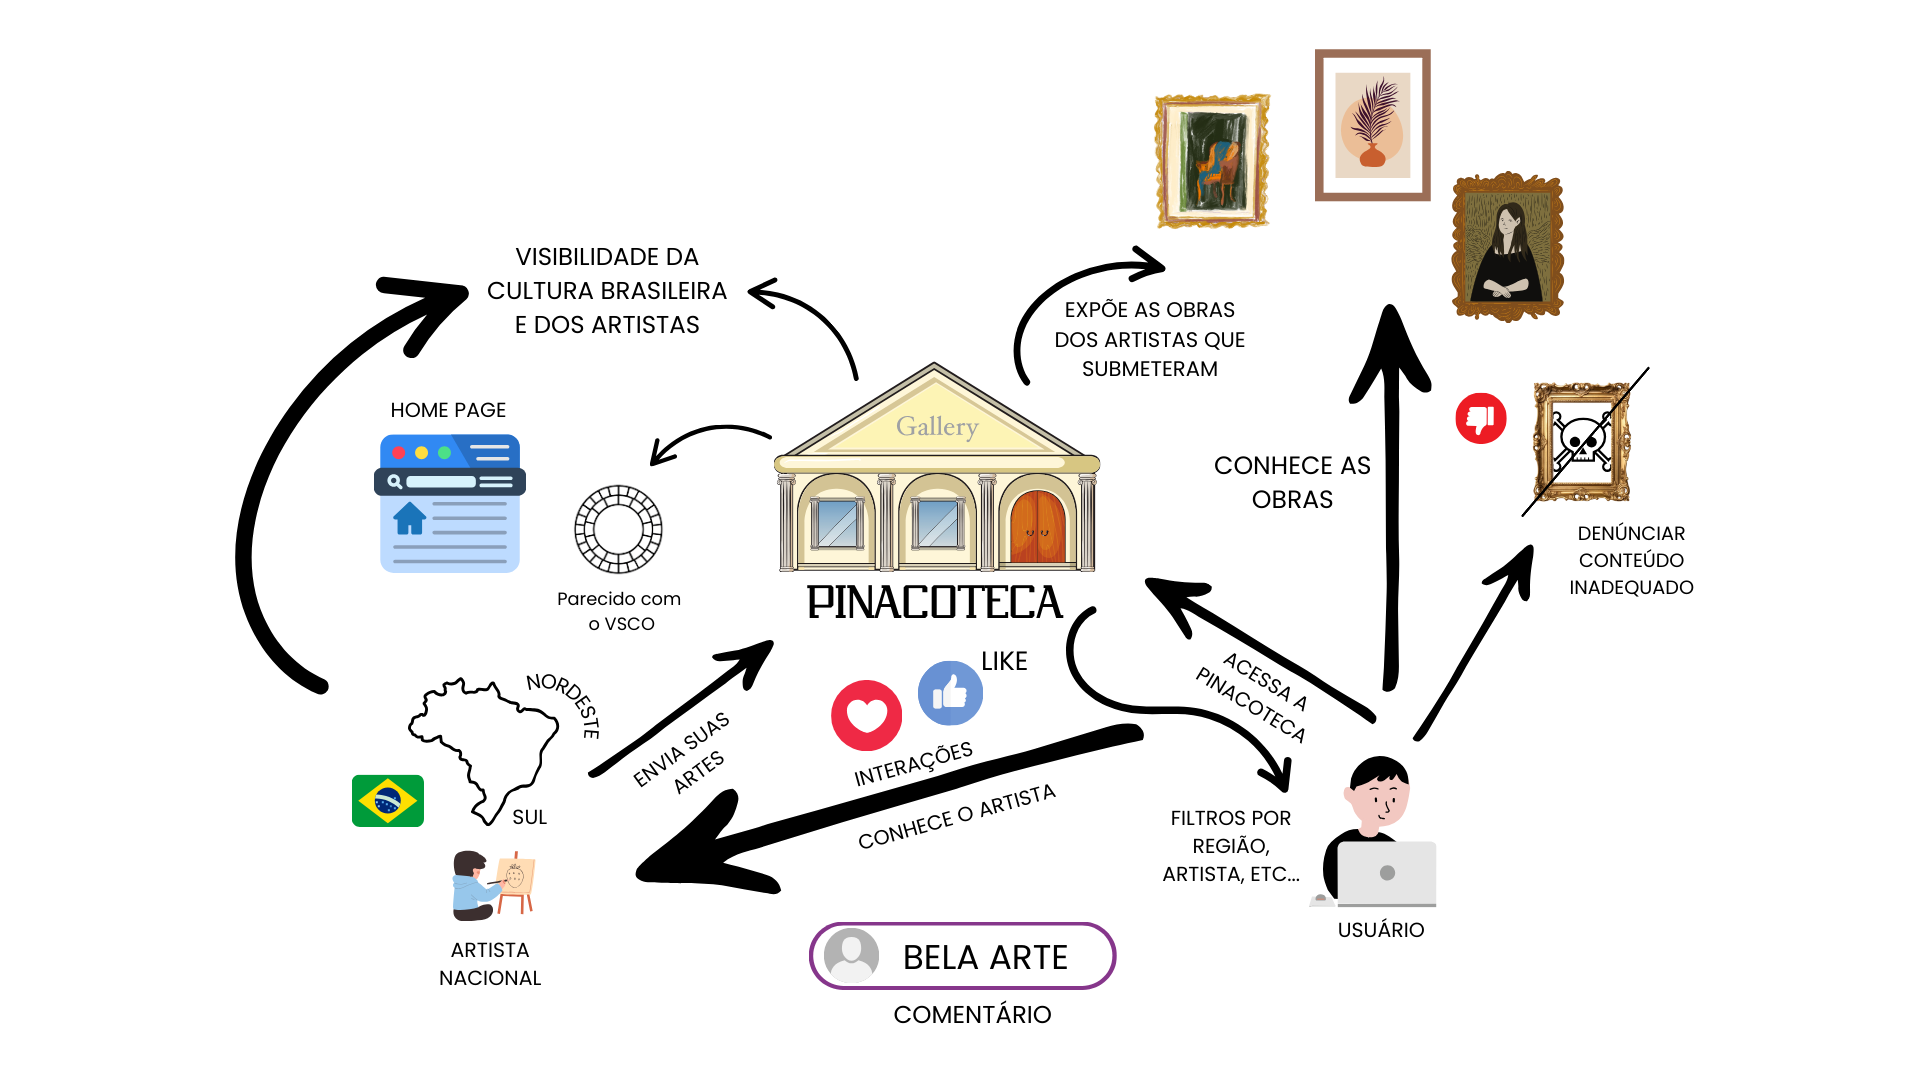 VISIBILIDADE DA
CULTURA BRASILEIRA
E DOS ARTISTAS
EXPÕE AS OBRAS
DOS ARTISTAS QUE
SUBMETERAM
HOME PAGE
Gallery
CONHECE AS
OBRAS
DENÚNCIAR
CONTEÚDO
INADEQUADO
Parecido com
o VSCO
PINACOTECA
LIKE
ACESSA A
PINACOTECA
NORDESTE
SUL
ENVIA SUAS
ARTES
INTERAÇÕES
CONHECE O ARTISTA
FILTROS POR
REGIÃO,
ARTISTA, ETC...
USUÁRIO
ARTISTA
NACIONAL
BELA ARTE
COMENTÁRIO